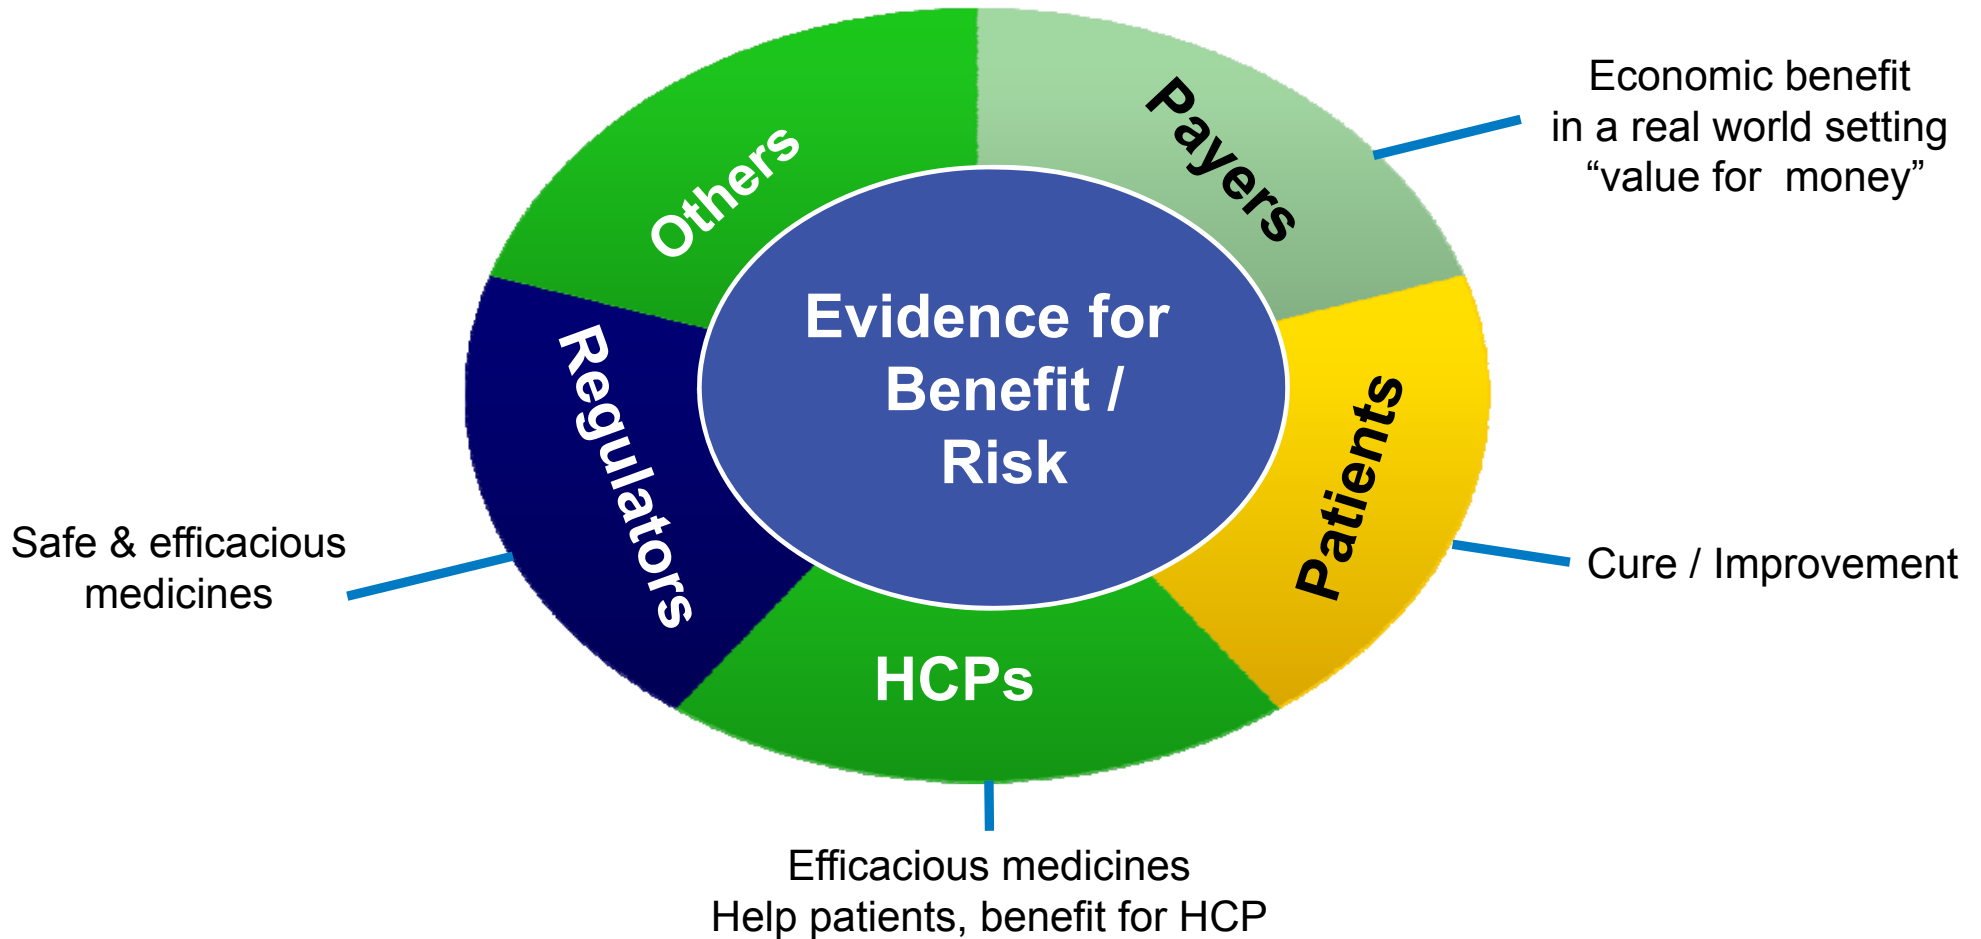 Others
Payers
Economic benefit
in a real world setting
“value for  money”
Evidence for
Benefit /
Risk
Regulators
Patients
Safe & efficacious
medicines
Cure / Improvement
HCPs
Efficacious medicines
Help patients, benefit for HCP